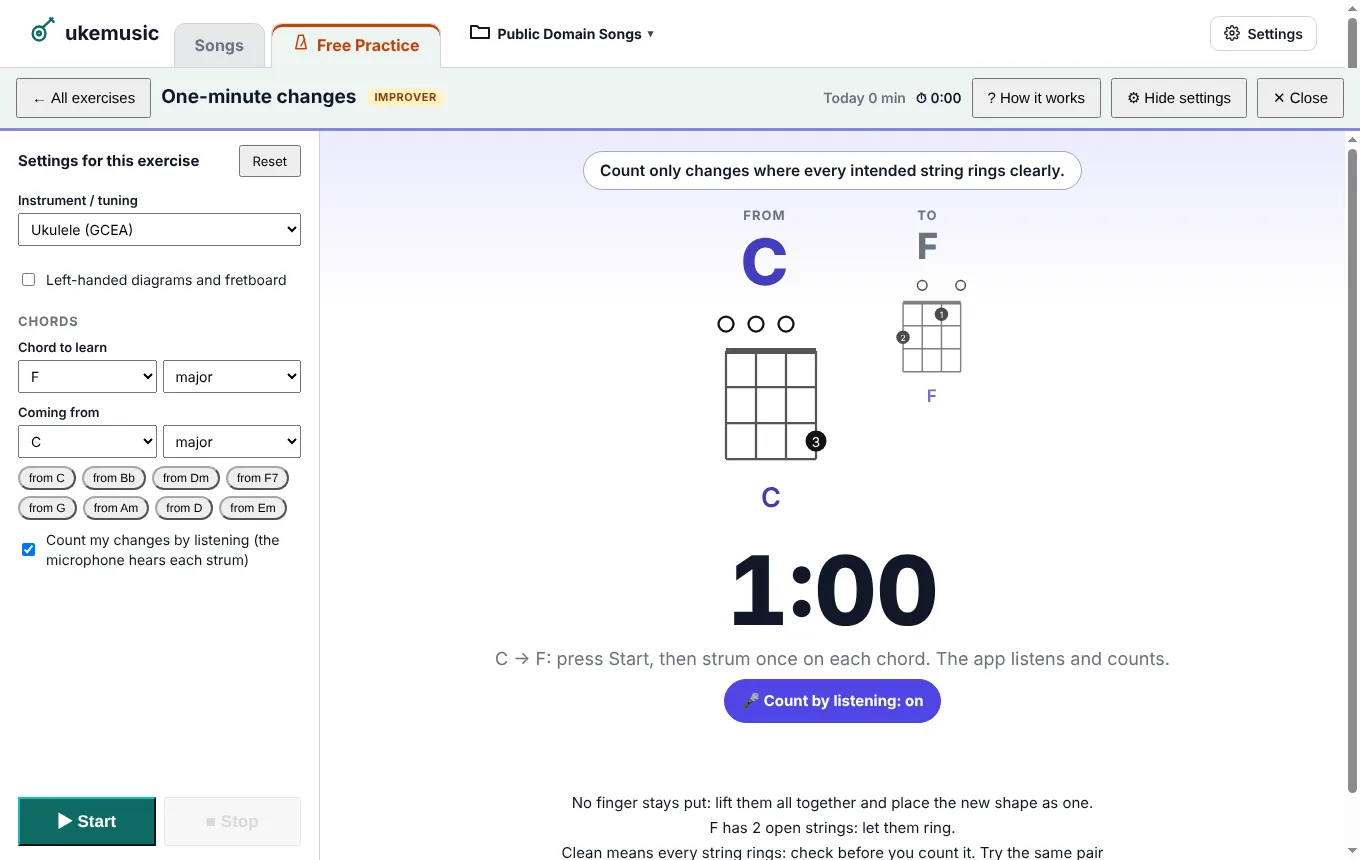 ukemusic
Songs
Free Practice
Public Domain Songs ▾
Settings
← All exercises
One-minute changes
IMPROVER
Today 0 min
⏱ 0:00
? How it works
⚙ Hide settings
✕ Close
Settings for this exercise
Reset
Instrument / tuning
Ukulele (GCEA)
Left-handed diagrams and fretboard
CHORDS
Chord to learn
F
major
Coming from
C
major
from C
from Bb
from Dm
from F7
from G
from Am
from D
from Em
Count my changes by listening (the
microphone hears each strum)
▶ Start
■ Stop
Count only changes where every intended string rings clearly.
FROM
C
3
C
TO
F
1
2
F
1:00
C → F: press Start, then strum once on each chord. The app listens and counts.
🎤 Count by listening: on
No finger stays put: lift them all together and place the new shape as one.
F has 2 open strings: let them ring.
Clean means every string rings: check before you count it. Try the same pair